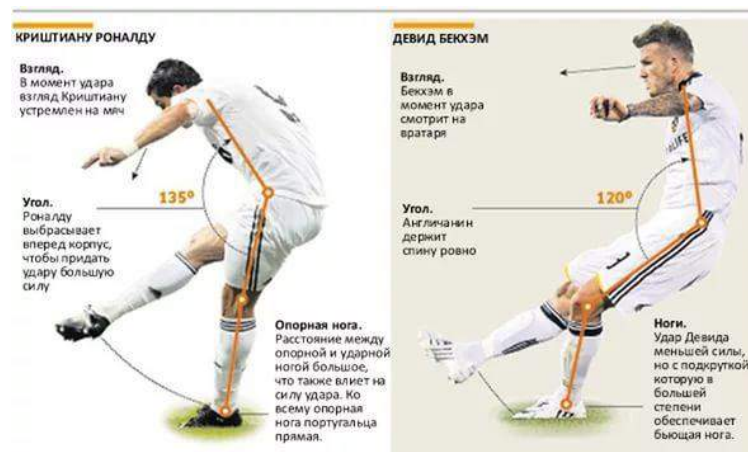 КРИШТИАНУ РОНАЛДУ
Взгляд.
В момент удара
взгляд Криштиану
устремлен на мяч
135º
Угол.
Роналду
выбрасывает
вперед корпус,
чтобы придать
удару большую
силу
Опорная нога.
Расстояние между
опорной и ударной
ногой большое,
что также влиет на
силу удара. Ко
всему опорная
нога португальца
прямая.
ДЕВИД БЕКХЭМ
Взгляд.
Бекхэм в
момент удара
смотрит на
вратаря
120º
Угол.
Англичанин
держит
спину ровно
Ноги.
Удар Девида
меньшей силы,
но с подкруткой
которую в
большей
степени
обеспечивает
бьющая нога.